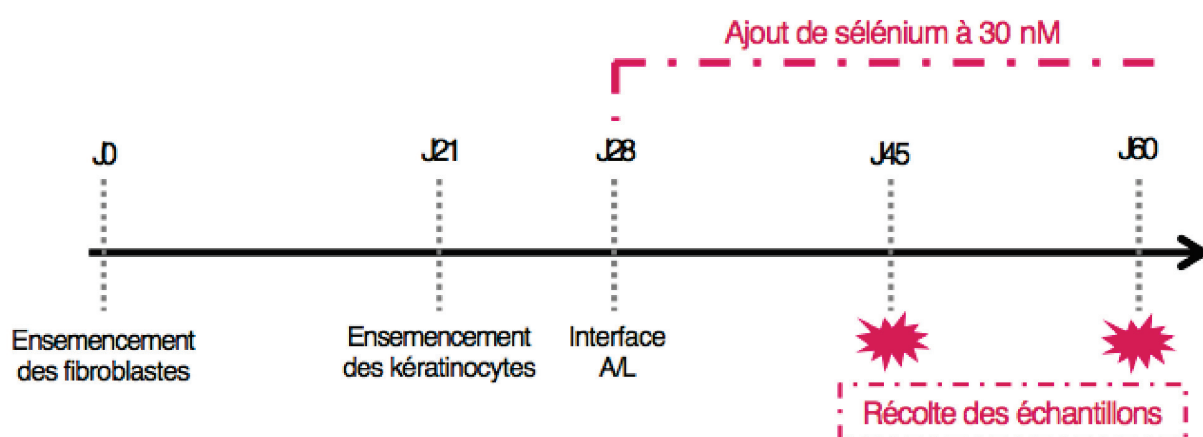 Ajout de sélénium à 30 nM
J0 J21 J28 J45 J60
Ensemencement
des fibroblastes
Ensemencement
des kératinocytes
Interface
A/L
Récolte des échantillons